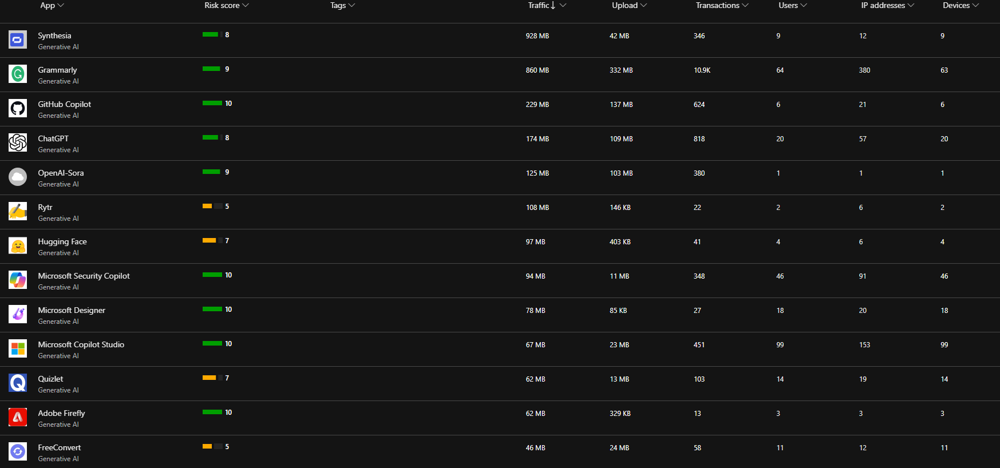 App Risk score Tags Traffic↓ Upload Transactions Users IP addresses Devices
Synthesia 8 928 MB 42 MB 346 9 12 9
Generative AI
Grammarly 9 860 MB 332 MB 10.9K 64 380 63
Generative AI
GitHub Copilot 10 229 MB 137 MB 624 6 21 6
Generative AI
ChatGPT 8 174 MB 109 MB 818 20 57 20
Generative AI
OpenAI-Sora 9 125 MB 103 MB 380 1 1 1
Generative AI
Rytr 5 108 MB 146 KB 22 2 6 2
Generative AI
Hugging Face 7 97 MB 403 KB 41 4 6 4
Generative AI
Microsoft Security Copilot 10 94 MB 11 MB 348 46 91 46
Generative AI
Microsoft Designer 10 78 MB 85 KB 27 18 20 18
Generative AI
Microsoft Copilot Studio 10 67 MB 23 MB 451 99 153 99
Generative AI
Quizlet 7 62 MB 13 MB 103 14 19 14
Generative AI
Adobe Firefly 10 62 MB 329 KB 13 3 3 3
Generative AI
FreeConvert 5 46 MB 24 MB 58 11 12 11
Generative AI